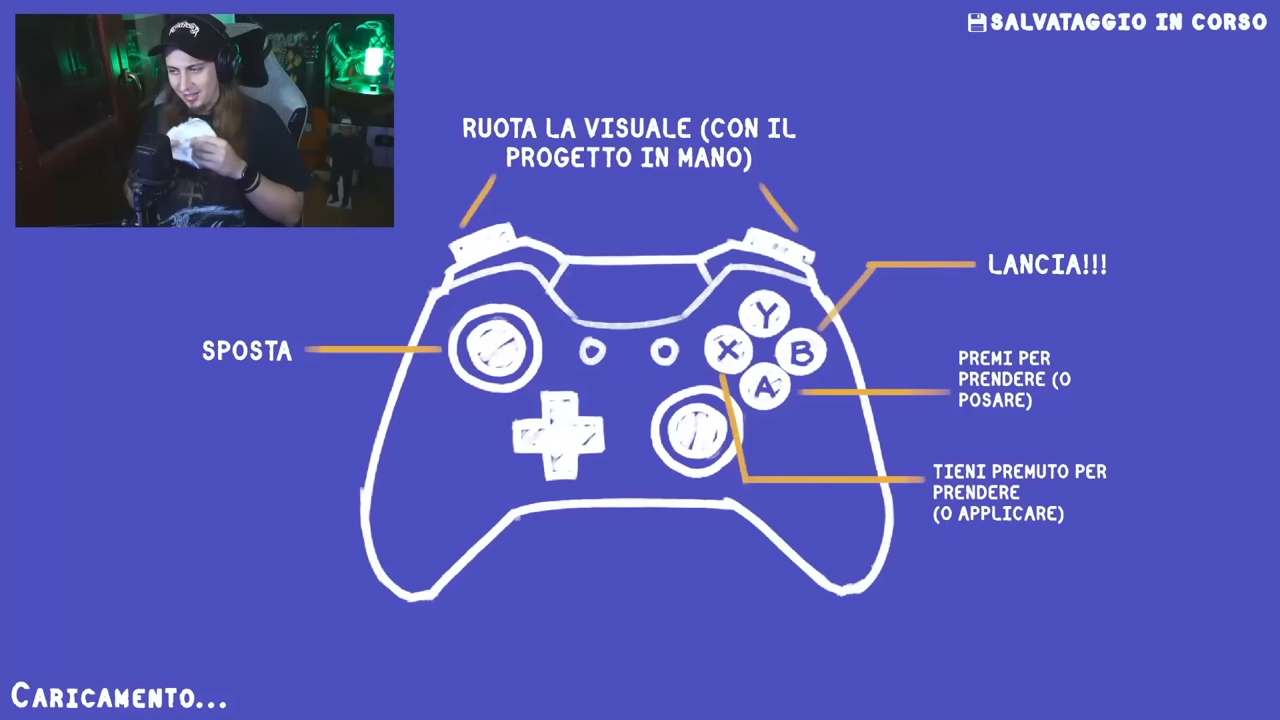 SALVATAGGIO IN CORSO
RUOTA LA VISUALE (CON IL
PROGETTO IN MANO)
LANCIA!!!
SPOSTA
Y
X
B
A
PREMI PER
PRENDERE (O
POSARE)
TIENI PREMUTO PER
PRENDERE
(O APPLICARE)
CARICAMENTO...